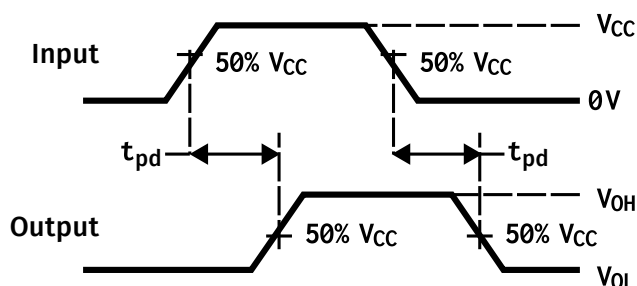 Input
50% VCC
50% VCC
VCC
0V
tpd
tpd
Output
50% VCC
50% VCC
VOH
VOL